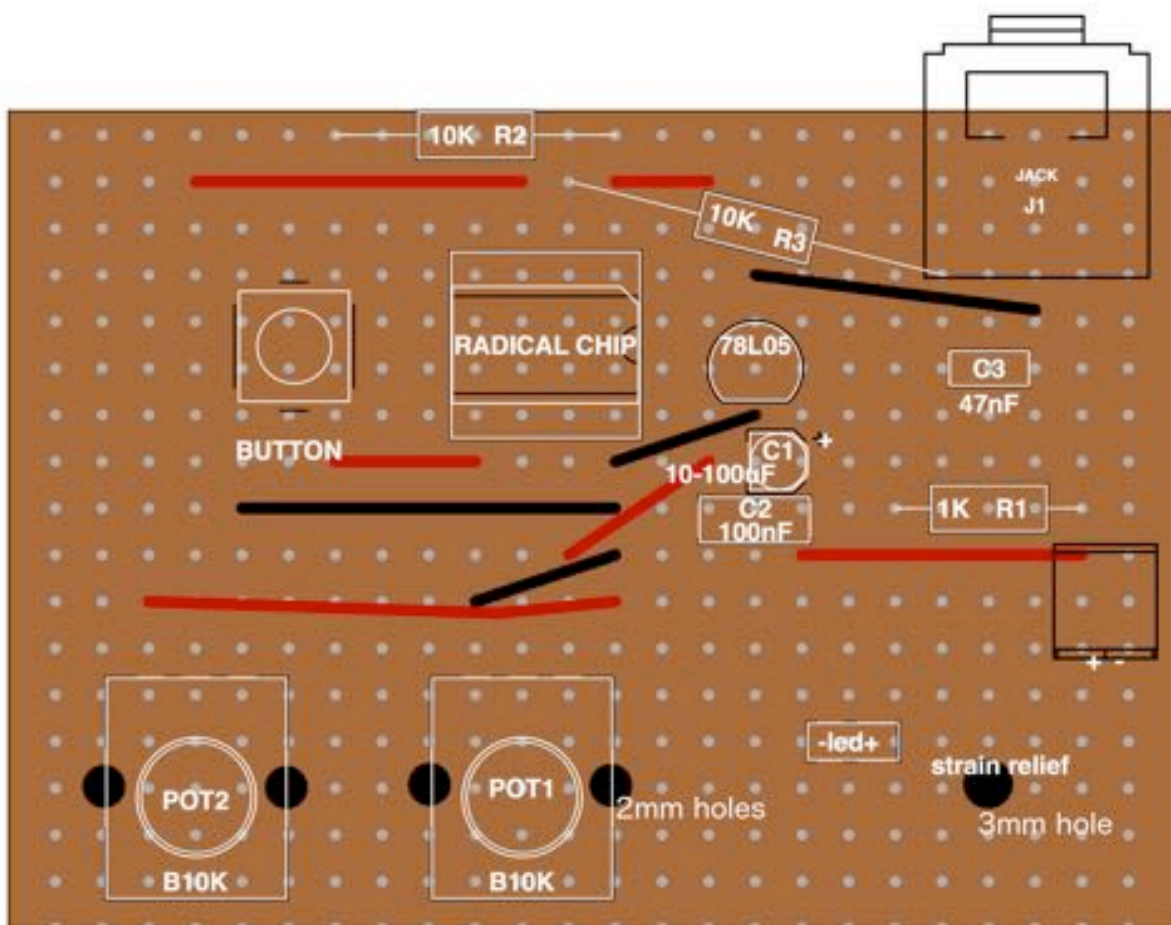 10K R2
JACK
J1
10K R3
RADICAL CHIP
78L05
C3
47nF
BUTTON
C1
+
10-100uF
C2
100nF
1K R1
+ -
-led+
strain relief
POT2
POT1
2mm holes
3mm hole
B10K
B10K